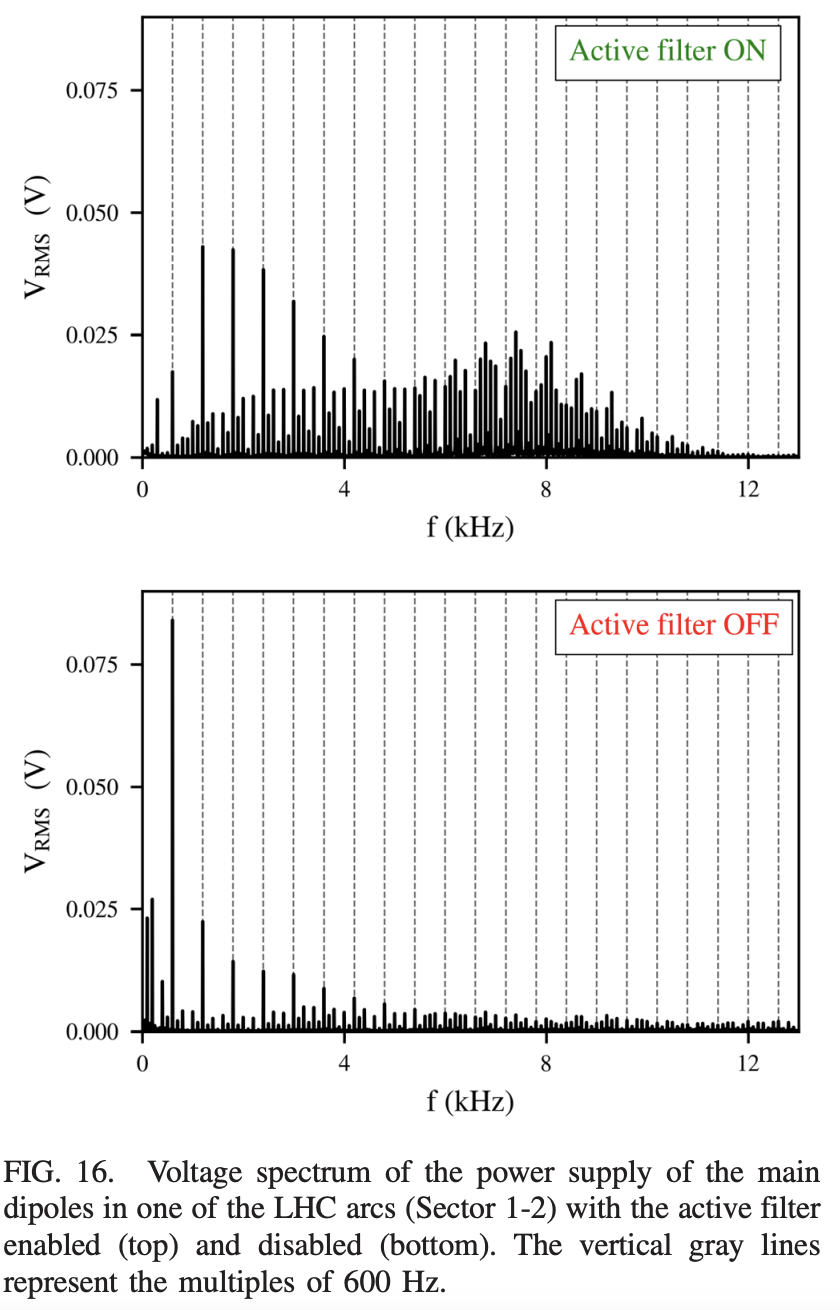 Active filter ON
0.075
0.050
0.025
0.000
V_RMS (V)
0 4 8 12
f (kHz)
Active filter OFF
0.075
0.050
0.025
0.000
V_RMS (V)
0 4 8 12
f (kHz)
FIG. 16. Voltage spectrum of the power supply of the main
dipoles in one of the LHC arcs (Sector 1-2) with the active filter
enabled (top) and disabled (bottom). The vertical gray lines
represent the multiples of 600 Hz.